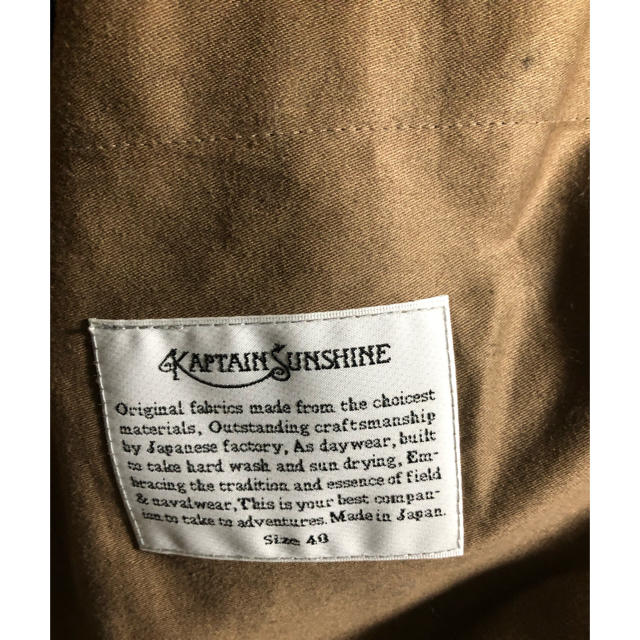 KAPTAIN SUNSHINE
Original fabrics made from the choicest
materials, Outstanding craftsmanship
by Japanese factory, As daywear, built
to take hard wash and sun drying, Em-
bracing the tradition and essence of field
& navalwear, This is your best compan-
ion to take to adventures. Made in Japan.
Size